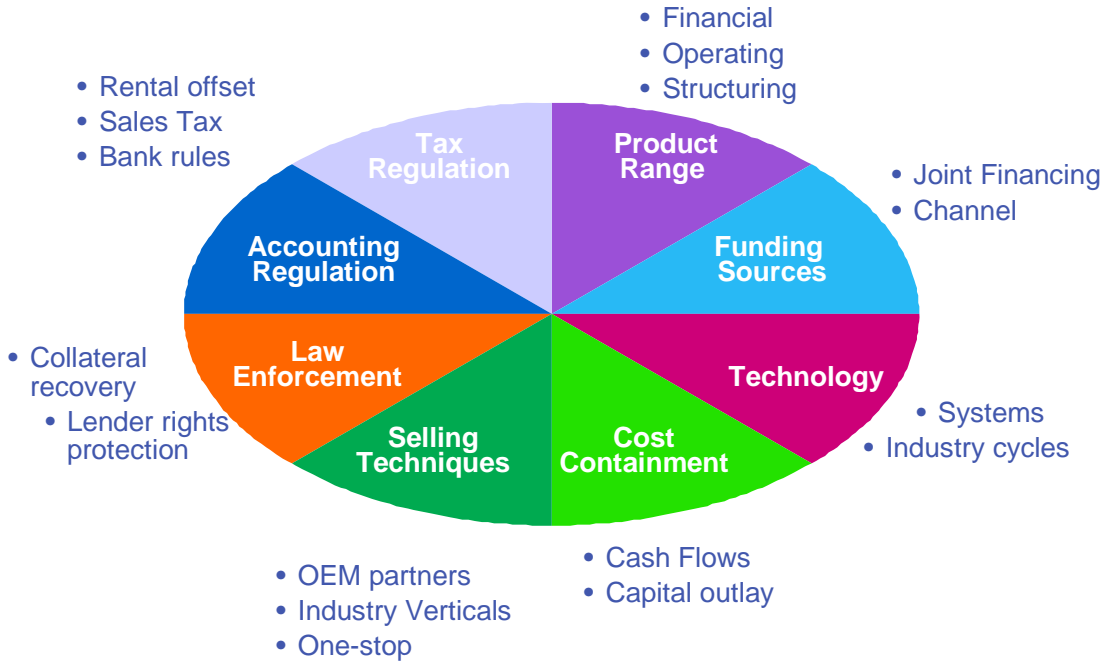 • Financial
• Operating
• Structuring
• Rental offset
• Sales Tax
• Bank rules
Tax
Regulation
Product
Range
• Joint Financing
• Channel
Accounting
Regulation
Funding
Sources
• Collateral
recovery
• Lender rights
protection
Law
Enforcement
Technology
• Systems
• Industry cycles
Selling
Techniques
Cost
Containment
• Cash Flows
• Capital outlay
• OEM partners
• Industry Verticals
• One-stop